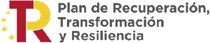 Plan de Recuperación,
Transformación
y Resiliencia